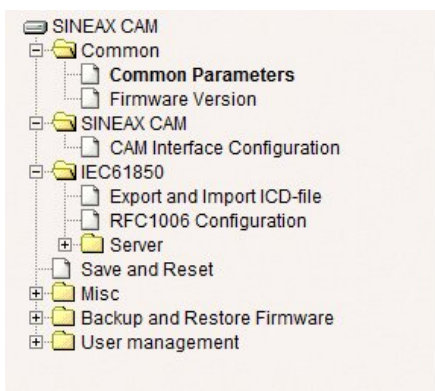 SINEAX CAM
Common
Common Parameters
Firmware Version
SINEAX CAM
CAM Interface Configuration
IEC61850
Export and Import ICD-file
RFC1006 Configuration
Server
Save and Reset
Misc
Backup and Restore Firmware
User management